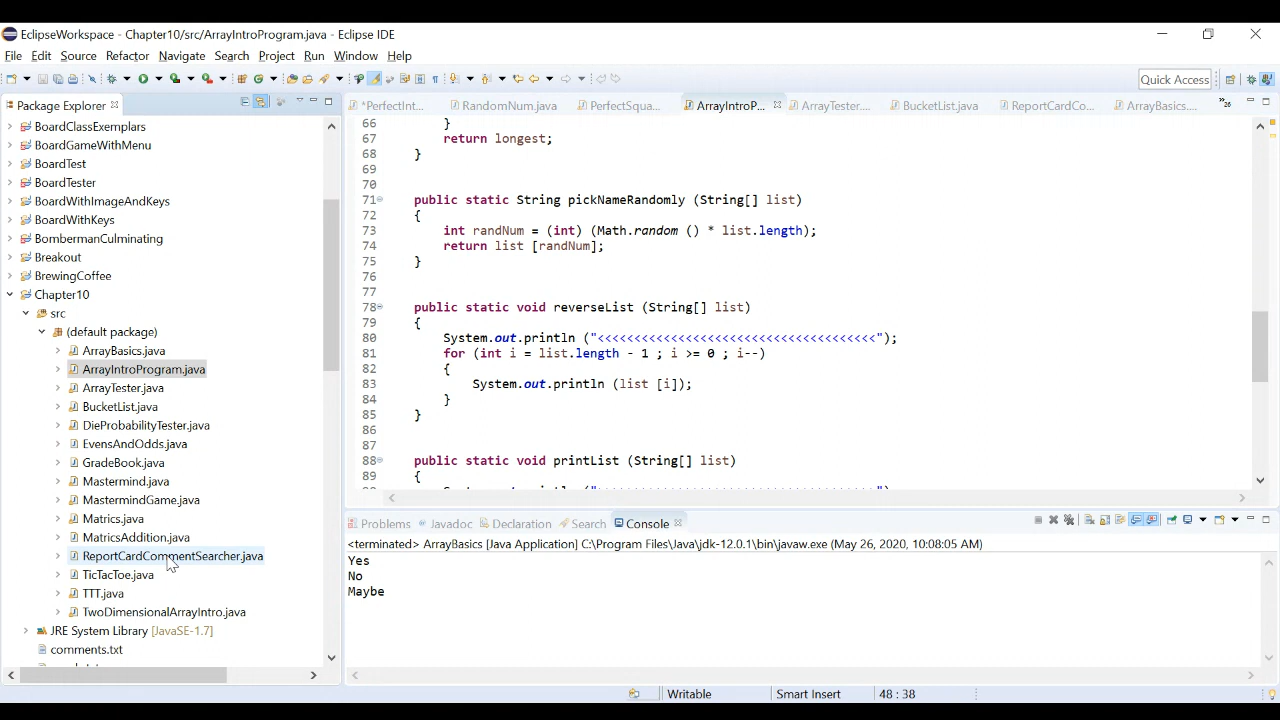 EclipseWorkspace - Chapter10/src/ArrayIntroProgram.java - Eclipse IDE
File Edit Source Refactor Navigate Search Project Run Window Help
Quick Access
Package Explorer
BoardClassExemplars
BoardGameWithMenu
BoardTest
BoardTester
BoardWithImageAndKeys
BoardWithKeys
BombermanCulminating
Breakout
BrewingCoffee
Chapter10
src
(default package)
ArrayBasics.java
ArrayIntroProgram.java
ArrayTester.java
BucketList.java
DieProbabilityTester.java
EvensAndOdds.java
GradeBook.java
Mastermind.java
MastermindGame.java
Matrics.java
MatricsAddition.java
ReportCardCommentSearcher.java
TicTacToe.java
TTT.java
TwoDimensionalArrayIntro.java
JRE System Library [JavaSE-1.7]
comments.txt
*PerfectInt... RandomNum.java PerfectSqua... ArrayIntroP... ArrayTester.... BucketList.java ReportCardCo... ArrayBasics.... »26
66 }
67 return longest;
68 }
69
70
71 public static String pickNameRandomly (String[] list)
72 {
73 int randNum = (int) (Math.random () * list.length);
74 return list [randNum];
75 }
76
77
78 public static void reverseList (String[] list)
79 {
80 System.out.println ("<<<<<<<<<<<<<<<<<<<<<<<<<<<<<<<<<<<<<<");
81 for (int i = list.length - 1 ; i >= 0 ; i--)
82 {
83 System.out.println (list [i]);
84 }
85 }
86
87
88 public static void printList (String[] list)
89 {
Problems Javadoc Declaration Search Console
<terminated> ArrayBasics [Java Application] C:\Program Files\Java\jdk-12.0.1\bin\javaw.exe (May 26, 2020, 10:08:05 AM)
Yes
No
Maybe
Writable Smart Insert 48 : 38